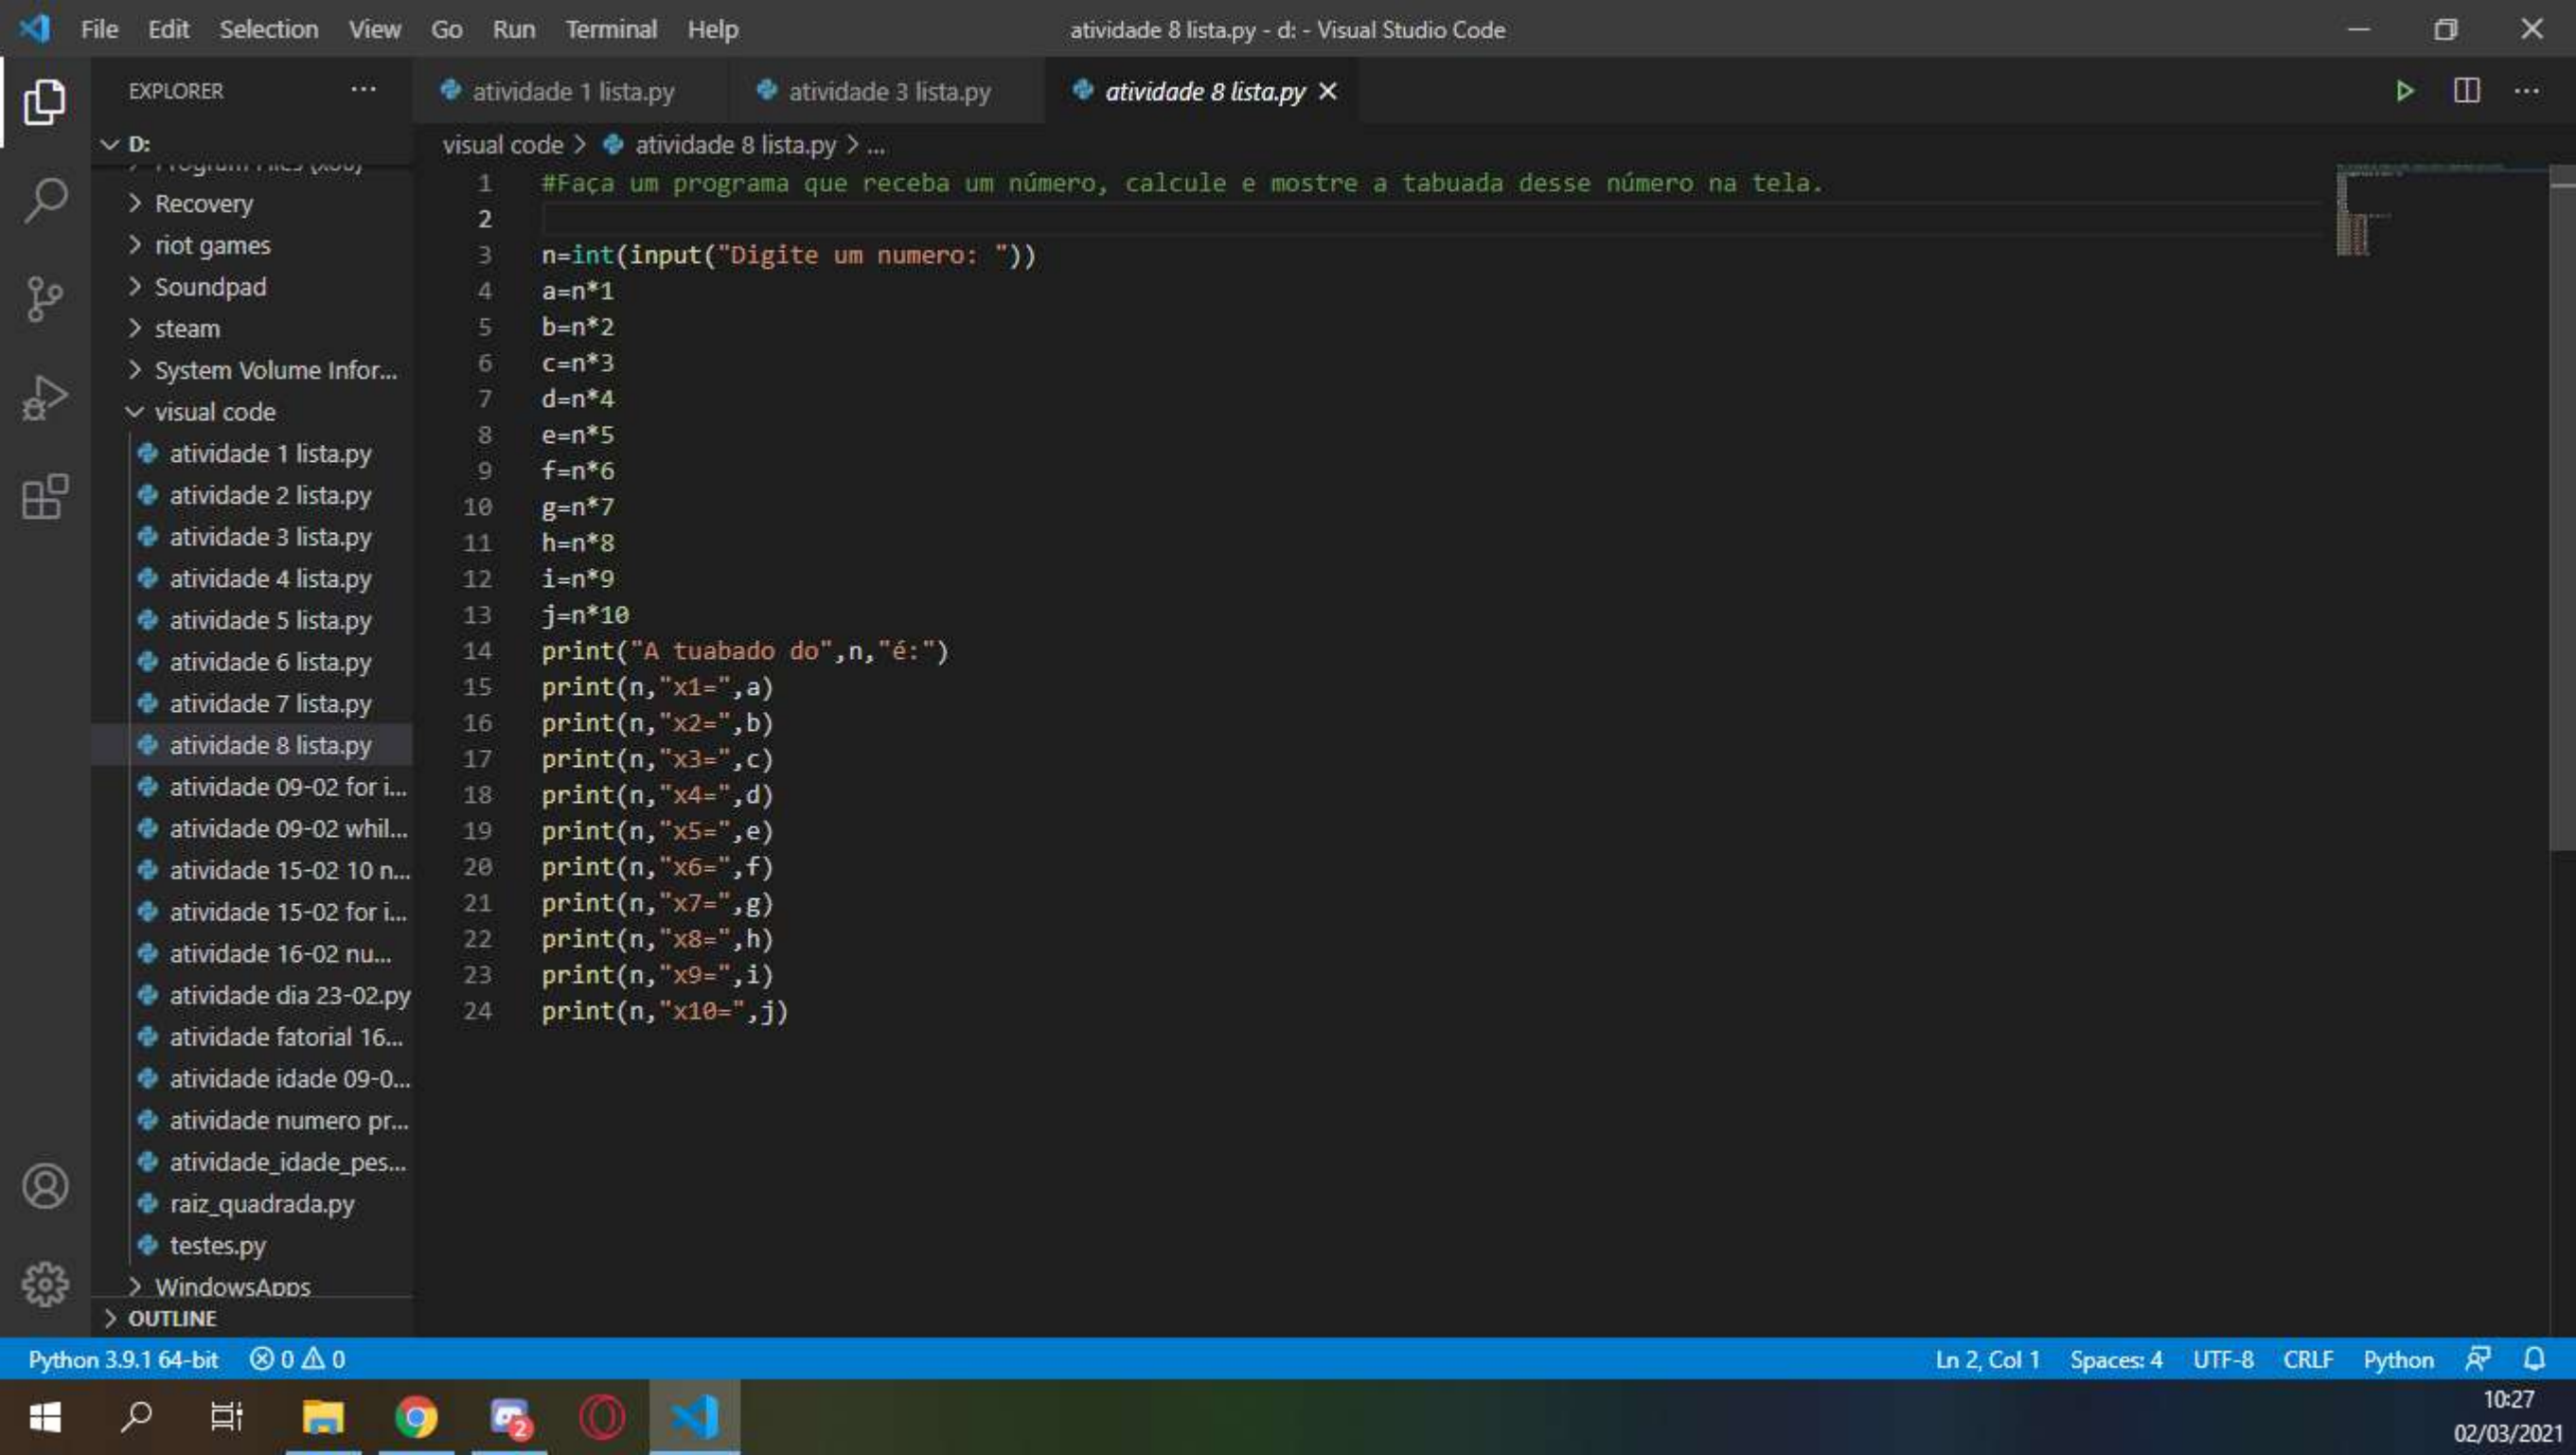 File Edit Selection View Go Run Terminal Help
atividade 8 lista.py - d: - Visual Studio Code
EXPLORER
D:
Program Files (x86)
Recovery
riot games
Soundpad
steam
System Volume Infor...
visual code
atividade 1 lista.py
atividade 2 lista.py
atividade 3 lista.py
atividade 4 lista.py
atividade 5 lista.py
atividade 6 lista.py
atividade 7 lista.py
atividade 8 lista.py
atividade 09-02 for i...
atividade 09-02 whil...
atividade 15-02 10 n...
atividade 15-02 for i...
atividade 16-02 nu...
atividade dia 23-02.py
atividade fatorial 16...
atividade idade 09-0...
atividade numero pr...
atividade_idade_pes...
raiz_quadrada.py
testes.py
WindowsApps
OUTLINE
atividade 1 lista.py atividade 3 lista.py atividade 8 lista.py
visual code > atividade 8 lista.py > ...
1 #Faça um programa que receba um número, calcule e mostre a tabuada desse número na tela.
2
3 n=int(input("Digite um numero: "))
4 a=n*1
5 b=n*2
6 c=n*3
7 d=n*4
8 e=n*5
9 f=n*6
10 g=n*7
11 h=n*8
12 i=n*9
13 j=n*10
14 print("A tuabado do",n,"é:")
15 print(n,"x1=",a)
16 print(n,"x2=",b)
17 print(n,"x3=",c)
18 print(n,"x4=",d)
19 print(n,"x5=",e)
20 print(n,"x6=",f)
21 print(n,"x7=",g)
22 print(n,"x8=",h)
23 print(n,"x9=",i)
24 print(n,"x10=",j)
Python 3.9.1 64-bit 0 0
Ln 2, Col 1 Spaces: 4 UTF-8 CRLF Python
2
10:27
02/03/2021